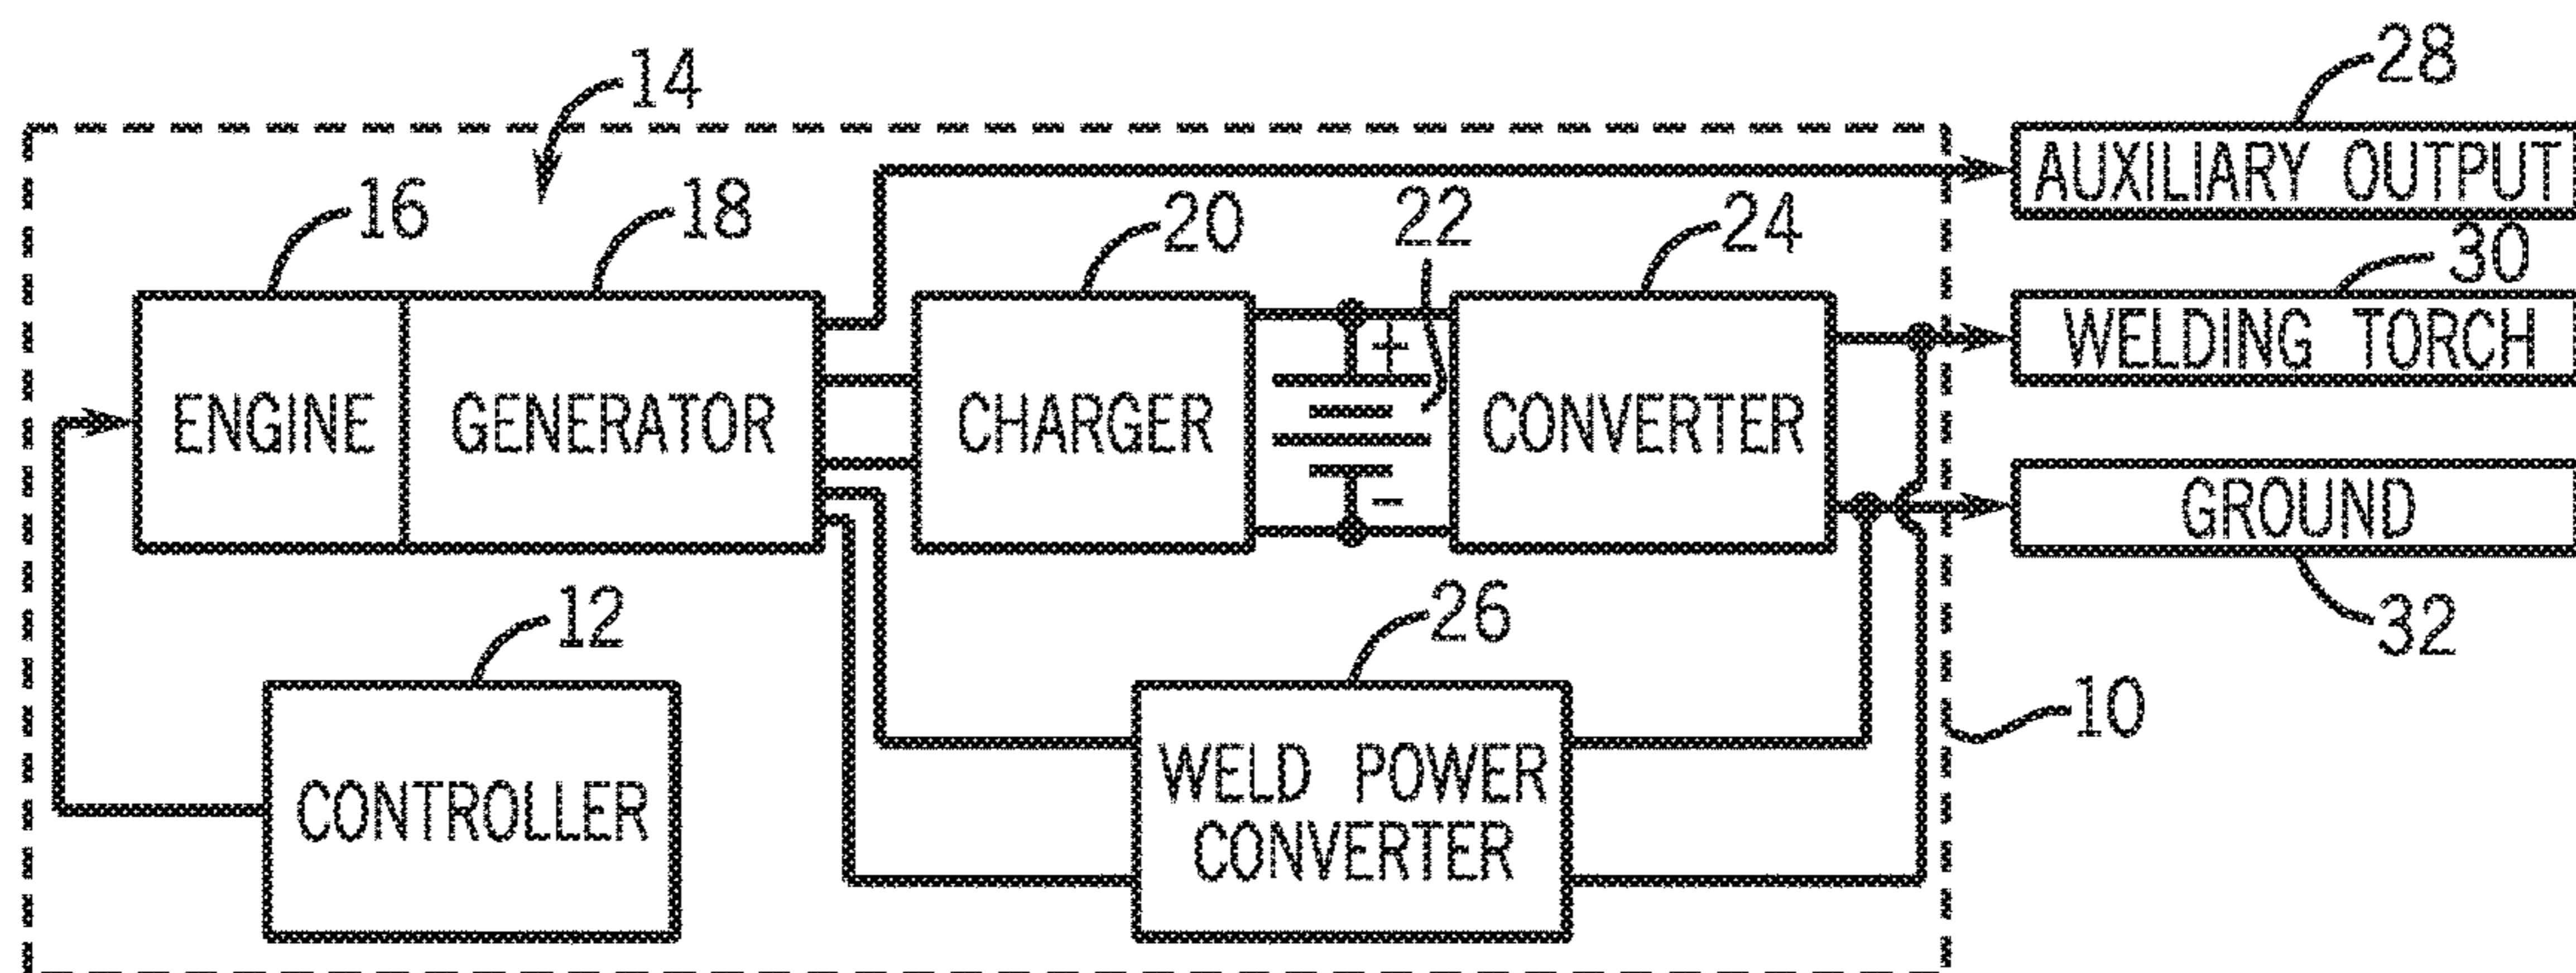 28
14
AUXILIARY OUTPUT
16
18
20
22
24
30
WELDING TORCH
+
ENGINE
GENERATOR
CHARGER
CONVERTER
-
GROUND
12
26
32
10
WELD POWER
CONVERTER
CONTROLLER